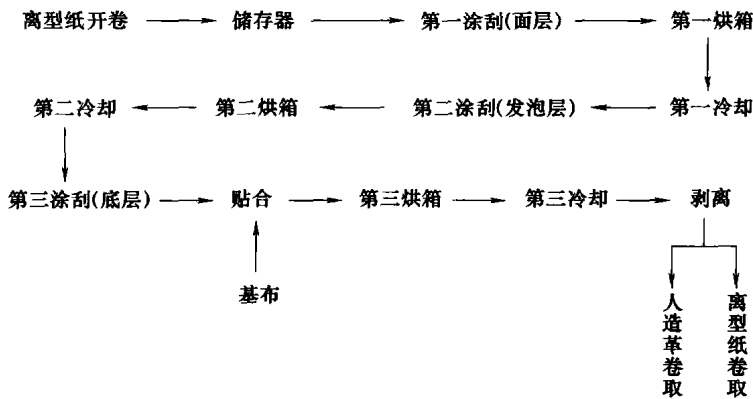 离型纸开卷 储存器 第一涂刮(面层) 第一烘箱
第二冷却 第二烘箱 第二涂刮(发泡层) 第一冷却
第三涂刮(底层) 贴合 第三烘箱 第三冷却 剥离
基布
人造革卷取
离型纸卷取